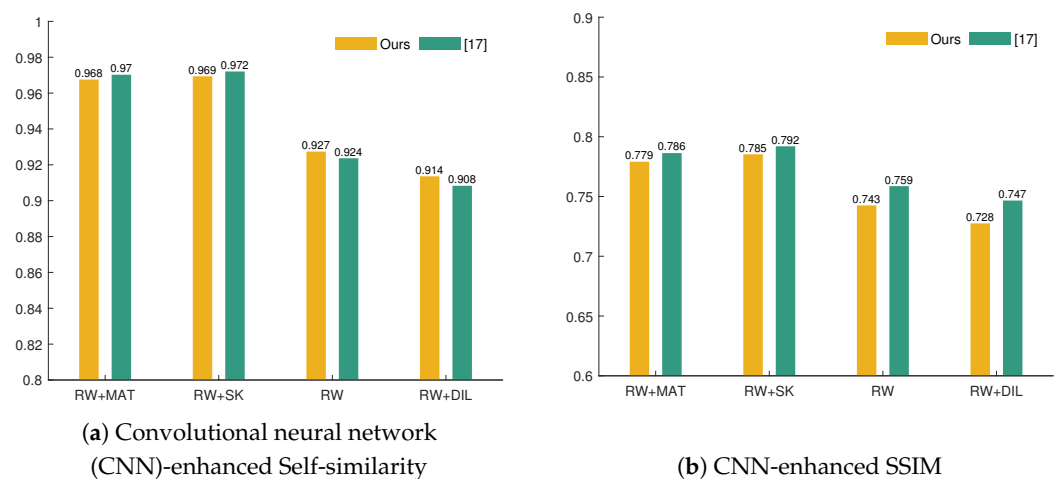 1
0.98
0.96
0.94
0.92
0.9
0.88
0.86
0.84
0.82
0.8
Ours
[17]
0.968
0.97
0.969
0.972
0.927
0.924
0.914
0.908
RW+MAT
RW+SK
RW
RW+DIL
(a) Convolutional neural network
(CNN)-enhanced Self-similarity
0.9
0.85
0.8
0.75
0.7
0.65
0.6
Ours
[17]
0.779
0.786
0.785
0.792
0.743
0.759
0.728
0.747
RW+MAT
RW+SK
RW
RW+DIL
(b) CNN-enhanced SSIM